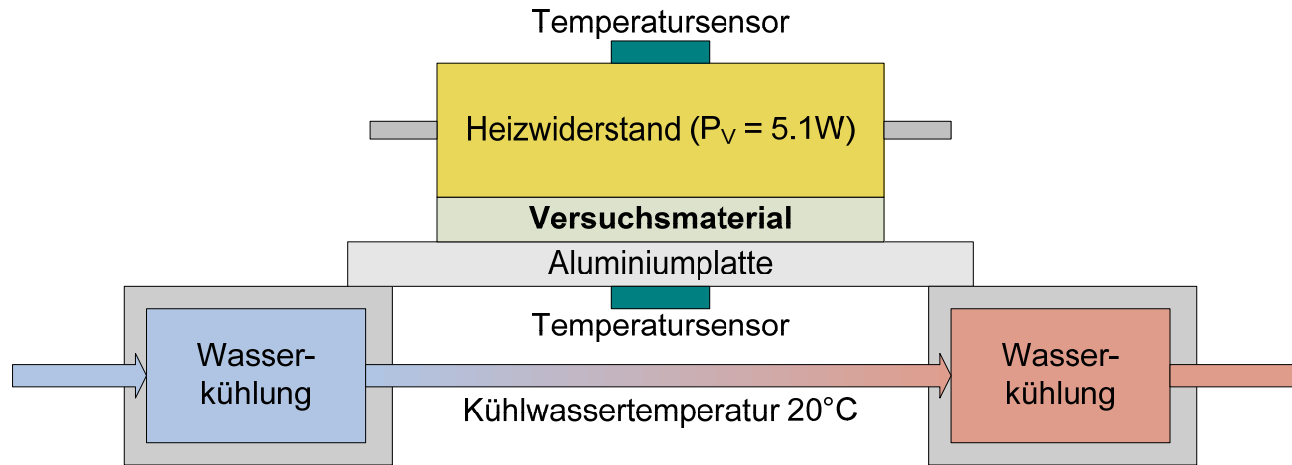 Temperatursensor
Heizwiderstand (PV = 5.1W)
Versuchsmaterial
Aluminiumplatte
Temperatursensor
Wasser-
kühlung
Wasser-
kühlung
Kühlwassertemperatur 20°C